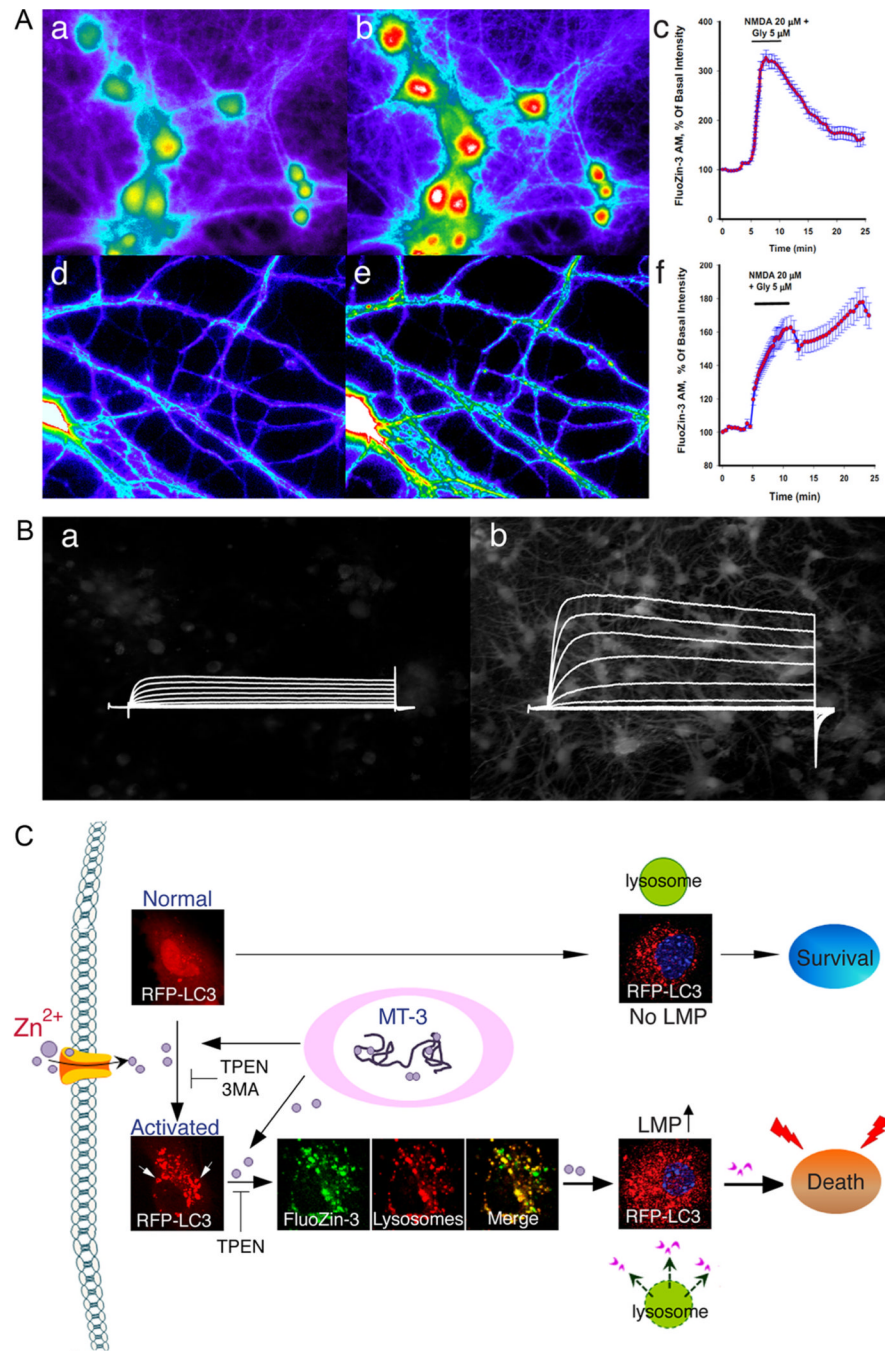 A
a
b
c
NMDA 20 µM +
Gly 5 µM
FluoZin-3 AM, % Of Basal Intensity
400
300
200
100
0
0 5 10 15 20 25
Time (min)
d
e
f
NMDA 20 µM
+ Gly 5 µM
FluoZin-3 AM, % Of Basal Intensity
200
180
160
140
120
100
80
0 5 10 15 20 25
Time (min)
B
a
b
C
Normal
RFP-LC3
lysosome
RFP-LC3
No LMP
Survival
Zn²⁺
MT-3
TPEN
3MA
Activated
RFP-LC3
TPEN
FluoZin-3
Lysosomes
Merge
LMP↑
RFP-LC3
Death
lysosome